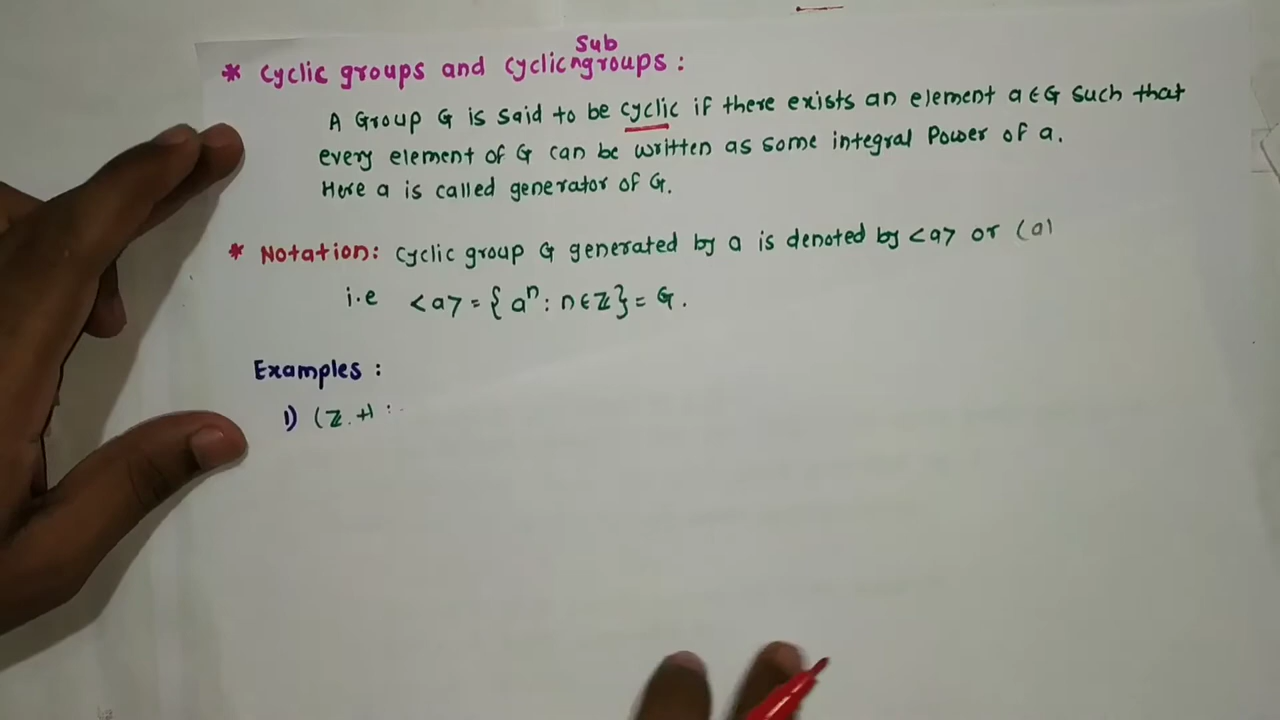 * Cyclic groups and cyclic ^ Sub groups :
A Group G is said to be cyclic if there exists an element a ∈ G such that
every element of G can be written as some integral Power of a.
Here a is called generator of G.
* Notation: Cyclic group G generated by a is denoted by <a> or (a)
i.e <a> = { aⁿ : n ∈ ℤ } = G .
Examples :
1) (ℤ, +) :